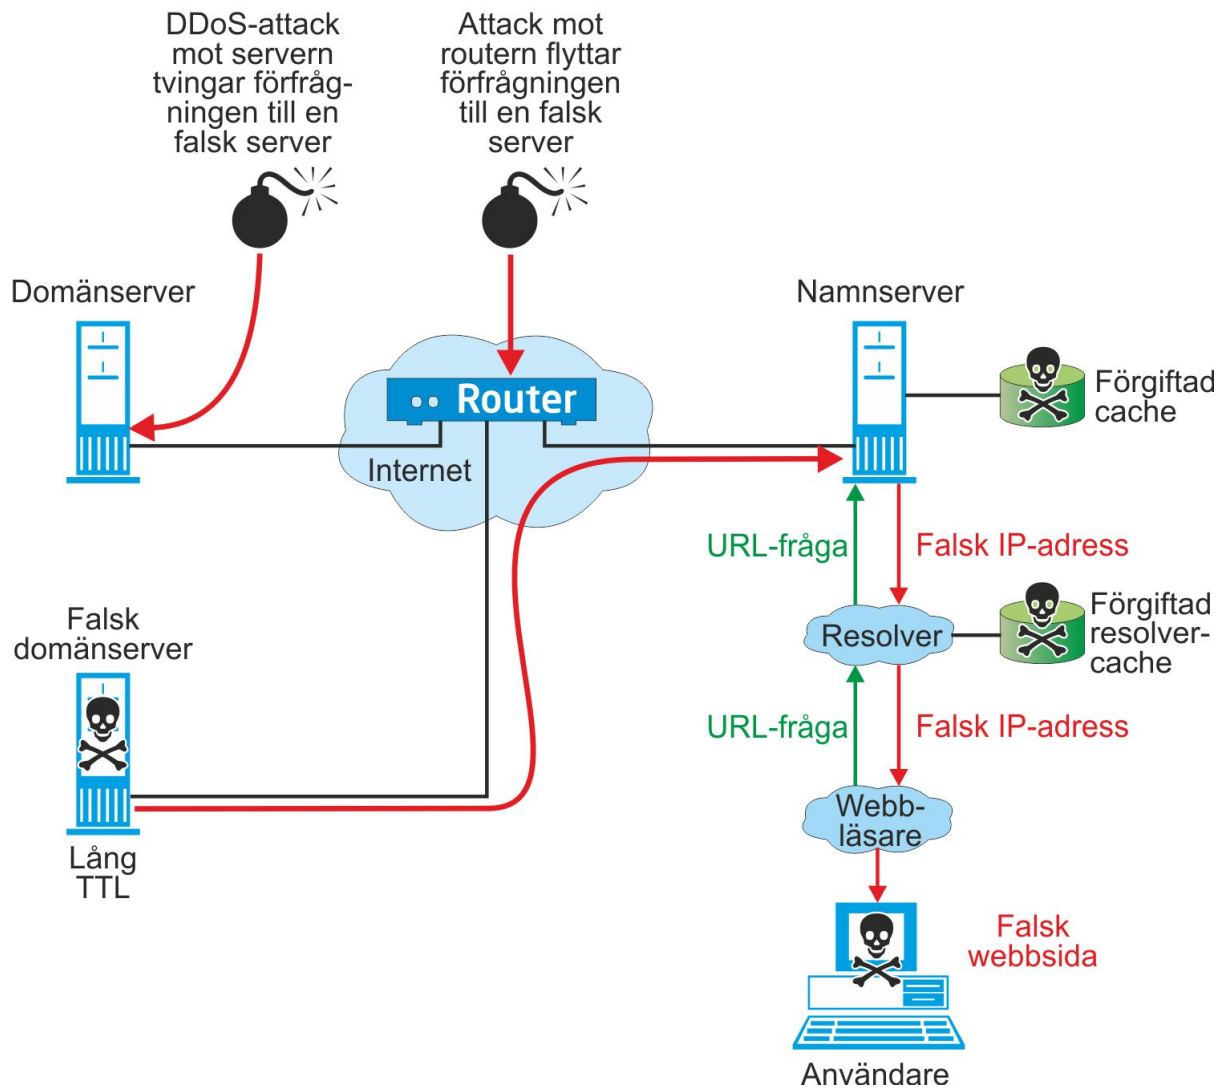 DDoS-attack
mot servern
tvingar förfråg-
ningen till en
falsk server
Attack mot
routern flyttar
förfrågningen
till en falsk
server
Domänserver
Namnserver
Router
Internet
Förgiftad
cache
URL-fråga
Falsk IP-adress
Falsk
domänserver
Resolver
Förgiftad
resolver-
cache
URL-fråga
Falsk IP-adress
Webb-
läsare
Lång
TTL
Falsk
webbsida
Användare